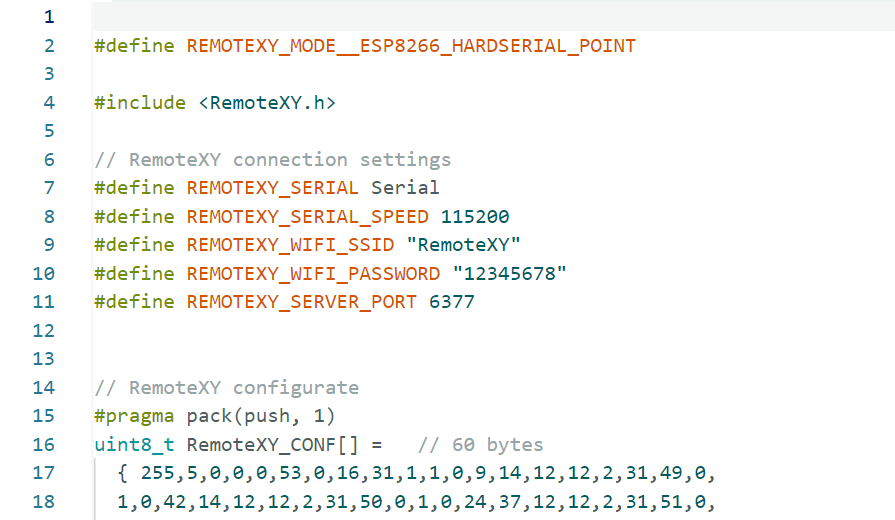 1
2 #define REMOTEXY_MODE__ESP8266_HARDSERIAL_POINT
3
4 #include <RemoteXY.h>
5
6 // RemoteXY connection settings
7 #define REMOTEXY_SERIAL Serial
8 #define REMOTEXY_SERIAL_SPEED 115200
9 #define REMOTEXY_WIFI_SSID "RemoteXY"
10 #define REMOTEXY_WIFI_PASSWORD "12345678"
11 #define REMOTEXY_SERVER_PORT 6377
12
13
14 // RemoteXY configurate
15 #pragma pack(push, 1)
16 uint8_t RemoteXY_CONF[] =   // 60 bytes
17   { 255,5,0,0,0,53,0,16,31,1,1,0,9,14,12,12,2,31,49,0,
18   1,0,42,14,12,12,2,31,50,0,1,0,24,37,12,12,2,31,51,0,